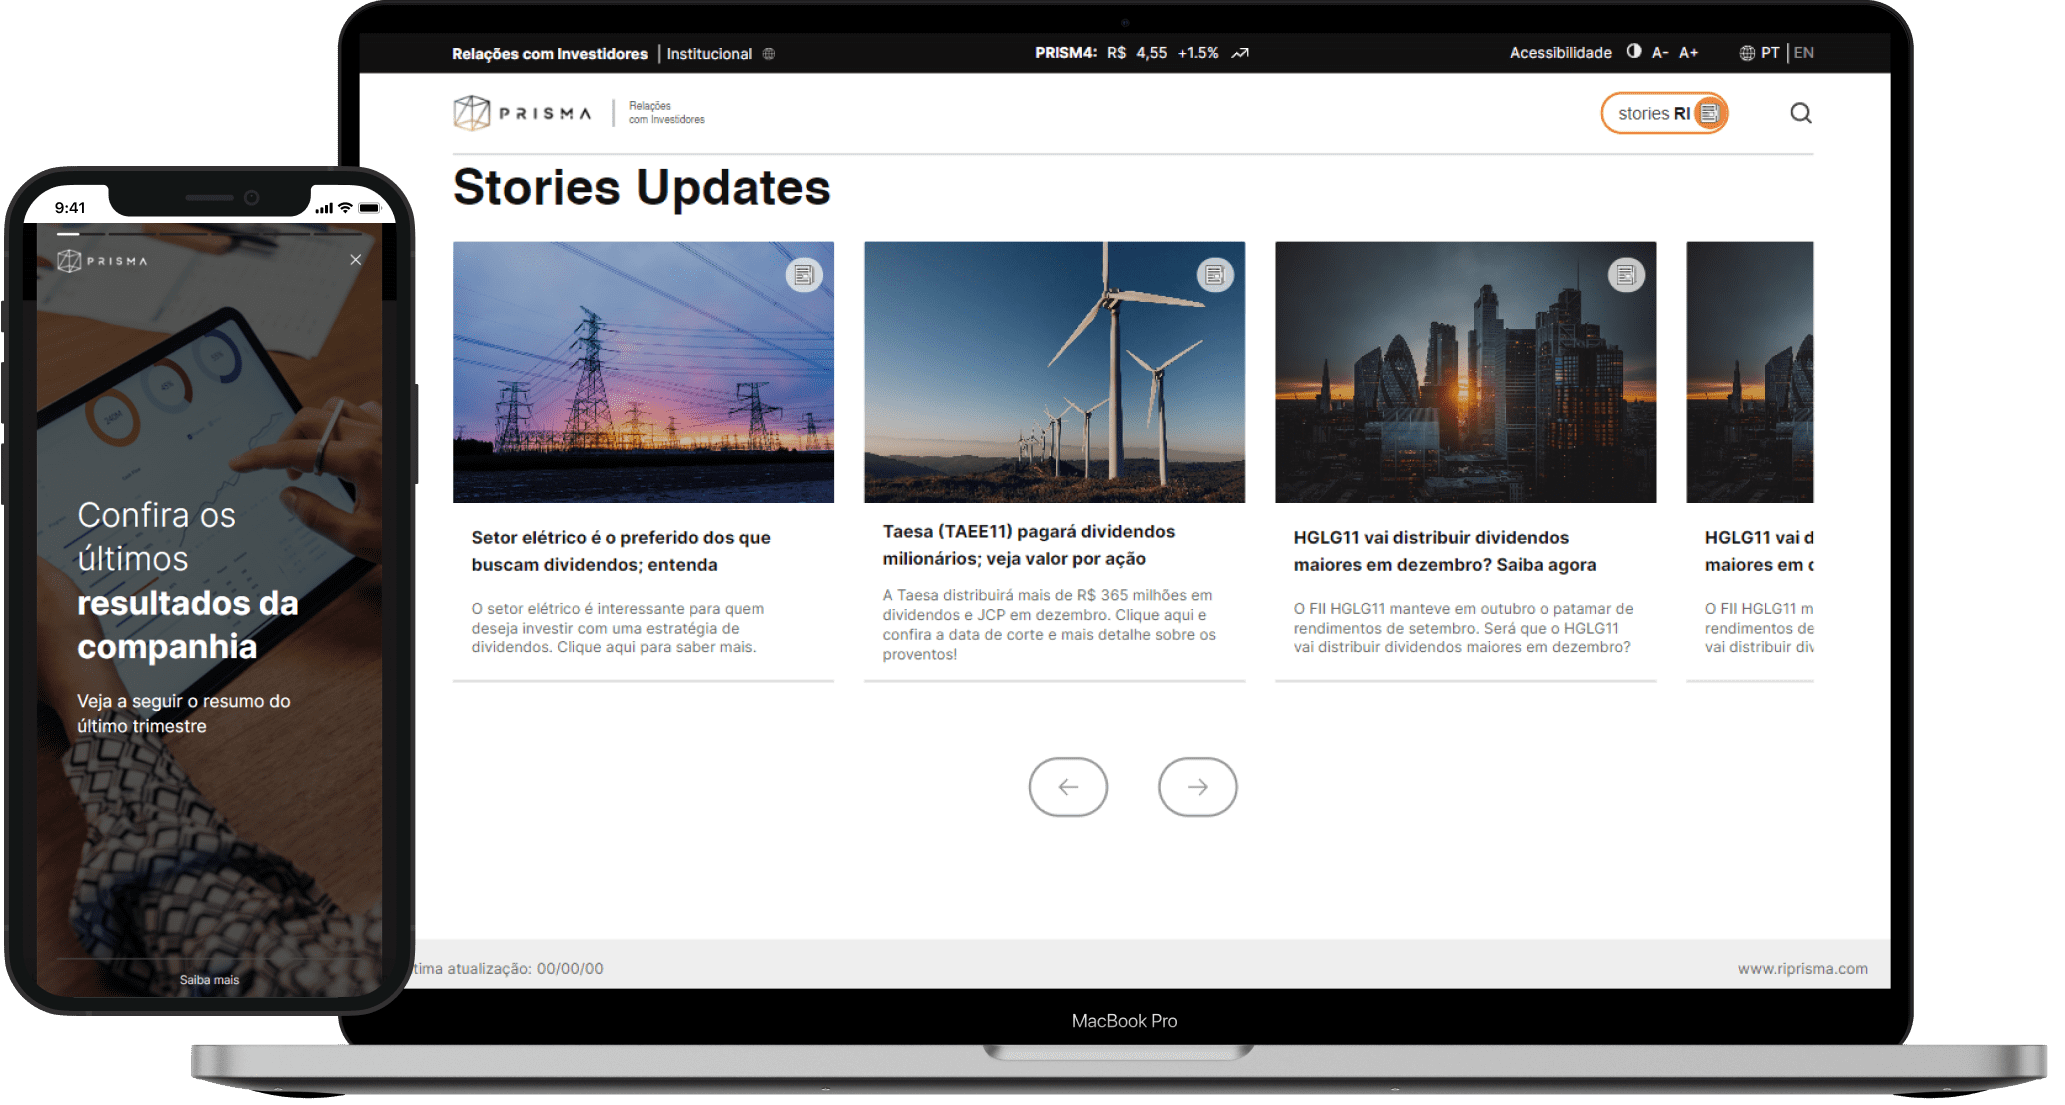 Relações com Investidores | Institucional
PRISM4: R$ 4,55 +1.5%
Acessibilidade A- A+
PT | EN
PRISMA
Relações
com Investidores
stories RI
Stories Updates
Setor elétrico é o preferido dos que
buscam dividendos; entenda
O setor elétrico é interessante para quem
deseja investir com uma estratégia de
dividendos. Clique aqui para saber mais.
Taesa (TAEE11) pagará dividendos
milionários; veja valor por ação
A Taesa distribuirá mais de R$ 365 milhões em
dividendos e JCP em dezembro. Clique aqui e
confira a data de corte e mais detalhe sobre os
proventos!
HGLG11 vai distribuir dividendos
maiores em dezembro? Saiba agora
O FII HGLG11 manteve em outubro o patamar de
rendimentos de setembro. Será que o HGLG11
vai distribuir dividendos maiores em dezembro?
HGLG11 vai d
maiores em
O FII HGLG11 m
rendimentos de
vai distribuir div
tima atualização: 00/00/00
www.riprisma.com
MacBook Pro
9:41
PRISMA
240M
45%
Confira os
últimos
resultados da
companhia
Veja a seguir o resumo do
último trimestre
Saiba mais